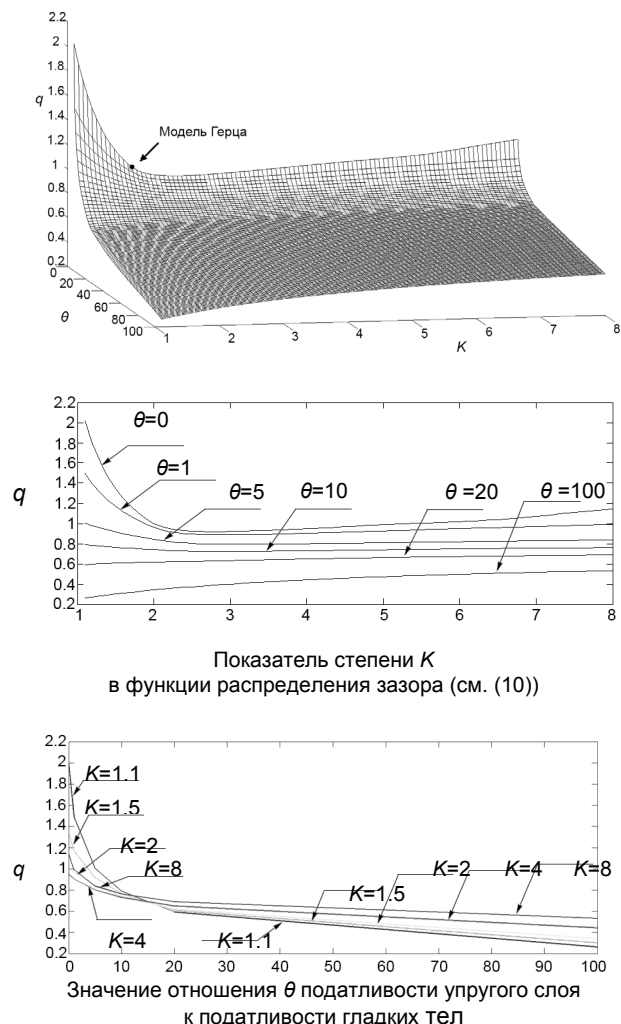 2.2
2
1.8
1.6
q 1.4
1.2
1
0.8
0.6
0.4
0.2
Модель Герца
0
20
40
60
80
100
θ
1 2 3 4 5 6 7 8
K
2.2
2
1.8
1.6
1.4
q 1.2
1
0.8
0.6
0.4
0.2
θ=0
θ=1
θ=5 θ=10 θ =20 θ =100
1 2 3 4 5 6 7 8
Показатель степени K
в функции распределения зазора (см. (10))
2.2
2
1.8
1.6
1.4
1.2
q 1
0.8
0.6
0.4
0.2
K=1.1
K=1.5
K=2
K=8
K=2 K=4 K=8
K=1.5
K=4 K=1.1
0 10 20 30 40 50 60 70 80 90 100
Значение отношения θ податливости упругого слоя
к податливости гладких тел